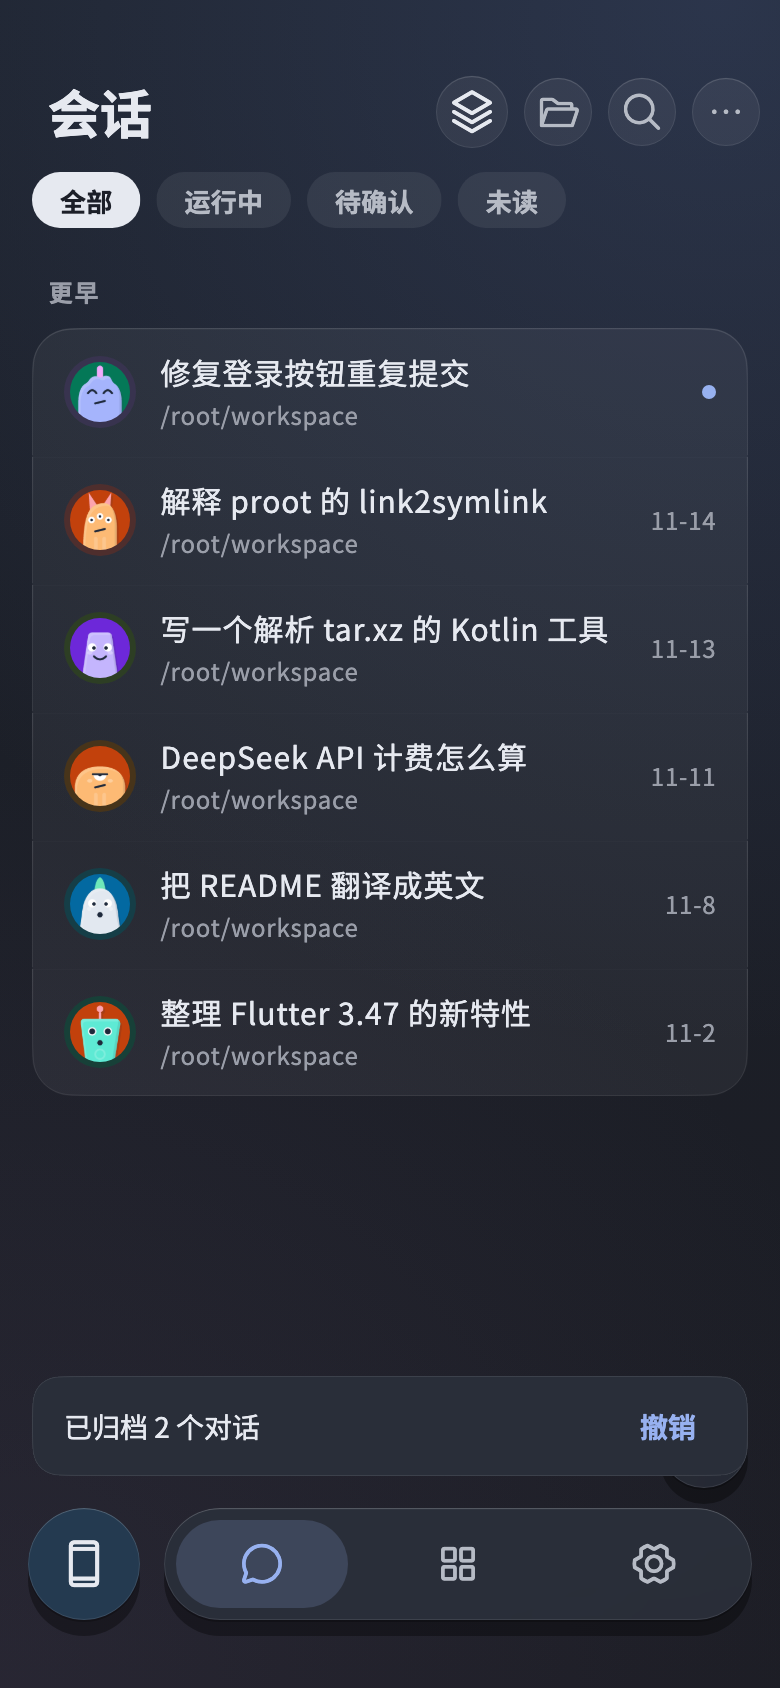 会话
全部 运行中 待确认 未读
更早
修复登录按钮重复提交
/root/workspace
解释 proot 的 link2symlink
11-14
/root/workspace
写一个解析 tar.xz 的 Kotlin 工具
11-13
/root/workspace
DeepSeek API 计费怎么算
11-11
/root/workspace
把 README 翻译成英文
11-8
/root/workspace
整理 Flutter 3.47 的新特性
11-2
/root/workspace
已归档 2 个对话 撤销